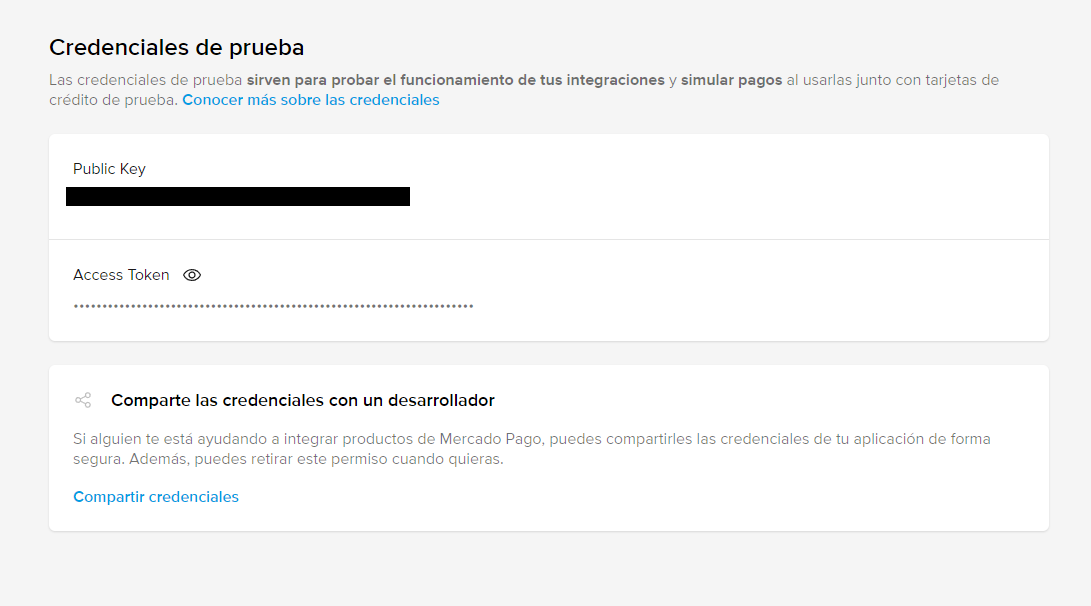 Credenciales de prueba
Las credenciales de prueba sirven para probar el funcionamiento de tus integraciones y simular pagos al usarlas junto con tarjetas de
crédito de prueba. Conocer más sobre las credenciales
Public Key
Access Token
Comparte las credenciales con un desarrollador
Si alguien te está ayudando a integrar productos de Mercado Pago, puedes compartirles las credenciales de tu aplicación de forma
segura. Además, puedes retirar este permiso cuando quieras.
Compartir credenciales